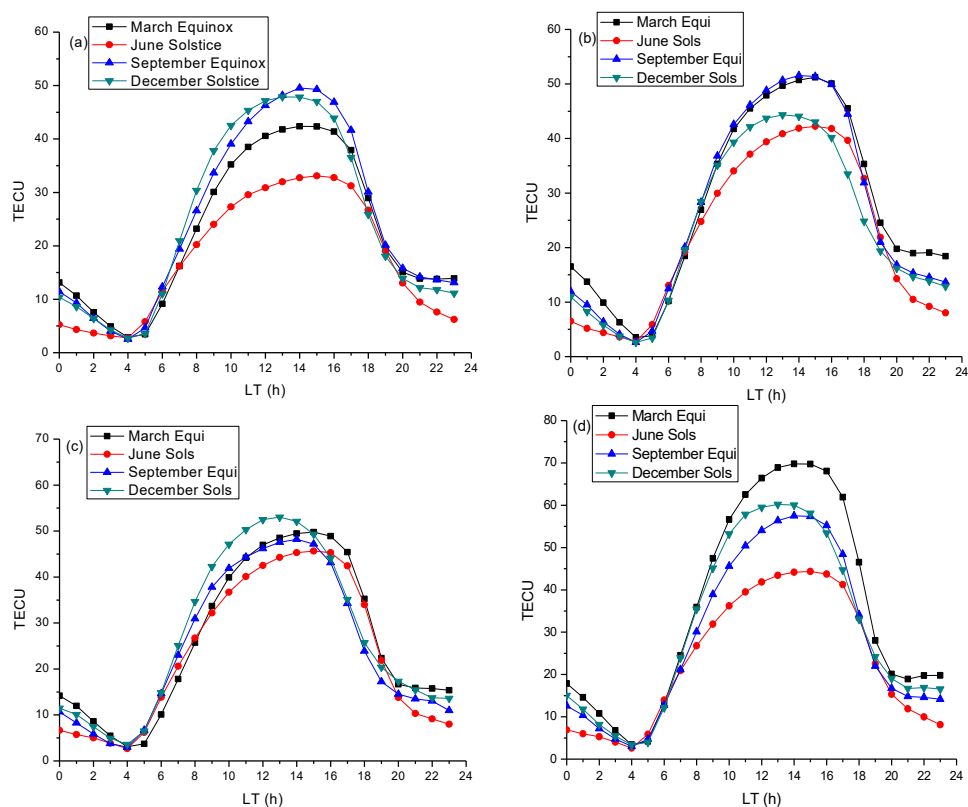 (a)
March Equinox
June Solstice
September Equinox
December Solstice
60
50
40
30
20
10
0
TECU
0 2 4 6 8 10 12 14 16 18 20 22 24
LT (h)
(b)
March Equi
June Sols
September Equi
December Sols
60
50
40
30
20
10
0
TECU
0 2 4 6 8 10 12 14 16 18 20 22 24
LT (h)
(c)
March Equi
June Sols
September Equi
December Sols
70
60
50
40
30
20
10
0
TECU
0 2 4 6 8 10 12 14 16 18 20 22 24
LT (h)
(d)
March Equi
June Sols
September Equi
December Sols
80
70
60
50
40
30
20
10
0
TECU
0 2 4 6 8 10 12 14 16 18 20 22 24
LT (h)